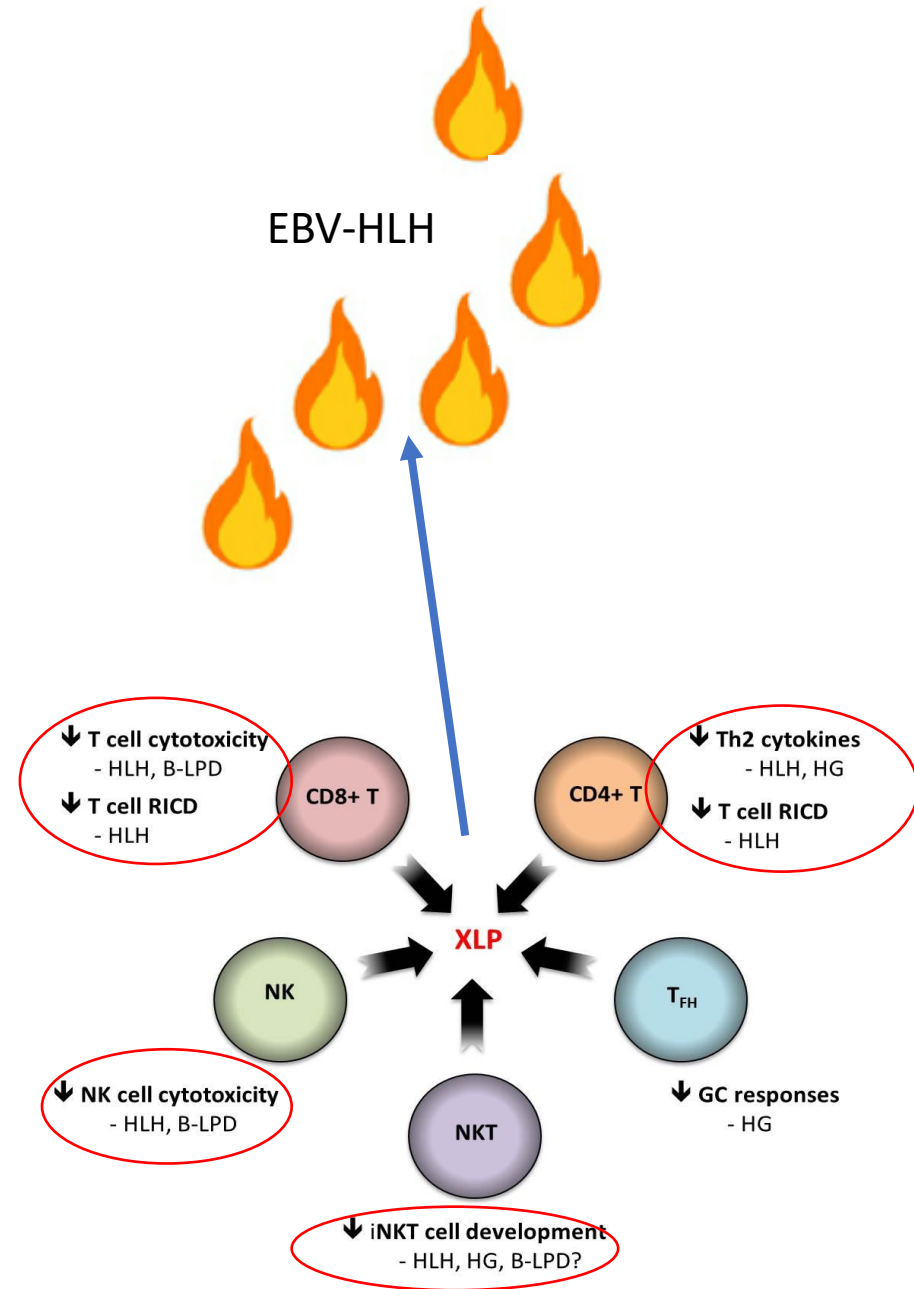 EBV-HLH
🡻 T cell cytotoxicity
- HLH, B-LPD
🡻 T cell RICD
- HLH
CD8+ T
CD4+ T
🡻 Th2 cytokines
- HLH, HG
🡻 T cell RICD
- HLH
XLP
NK
T_FH
🡻 NK cell cytotoxicity
- HLH, B-LPD
NKT
🡻 GC responses
- HG
🡻 iNKT cell development
- HLH, HG, B-LPD?